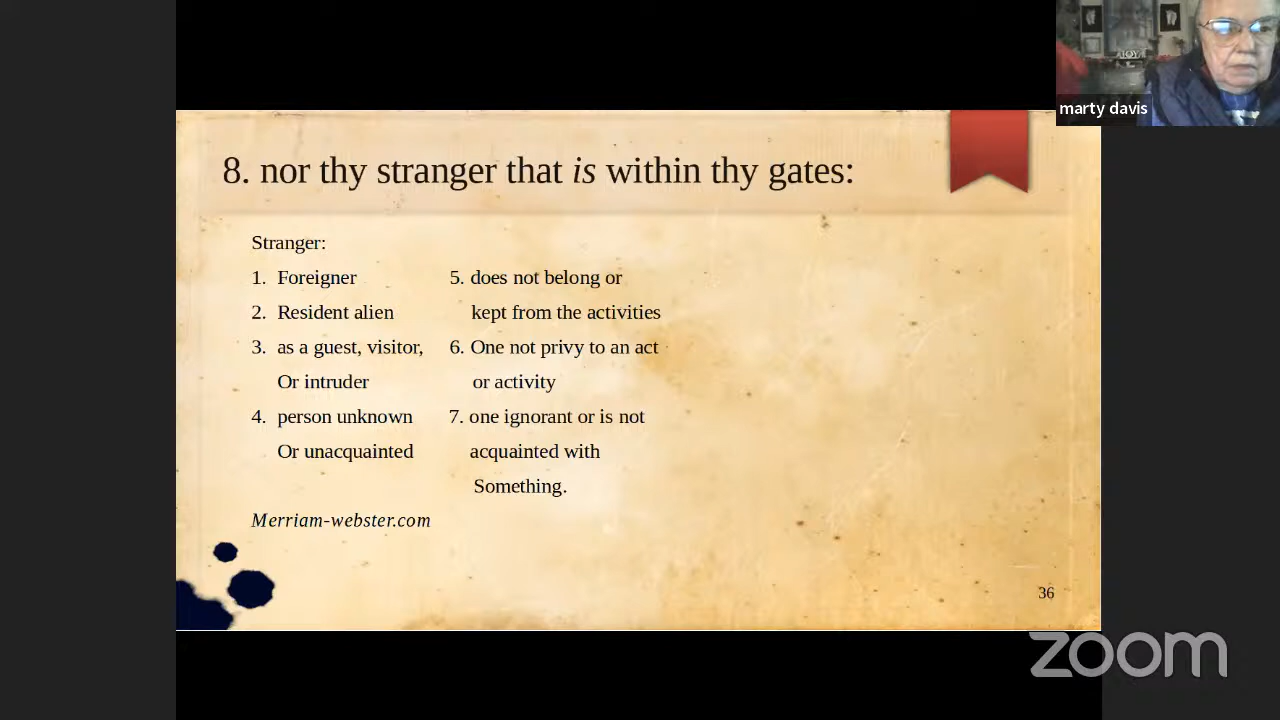 marty davis
8. nor thy stranger that is within thy gates:
Stranger:
1. Foreigner
2. Resident alien
3. as a guest, visitor,
Or intruder
4. person unknown
Or unacquainted
5. does not belong or
kept from the activities
6. One not privy to an act
or activity
7. one ignorant or is not
acquainted with
Something.
Merriam-webster.com
36
zoom